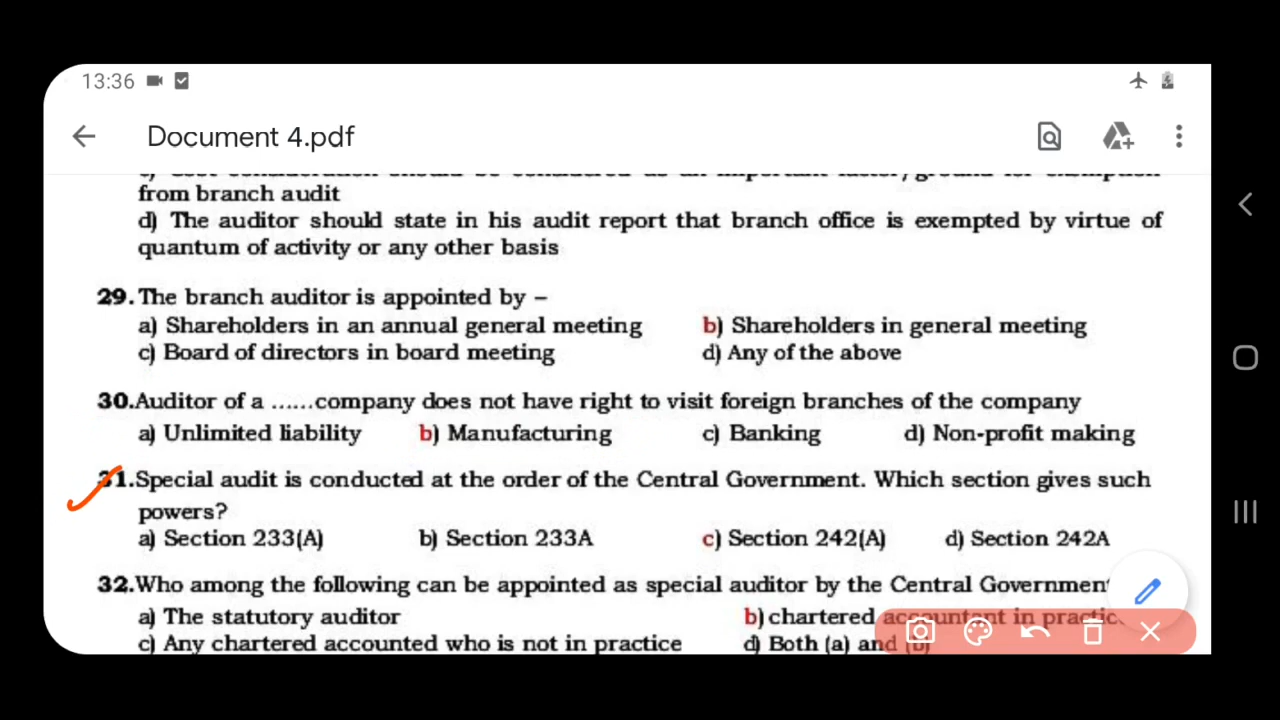 13:36
Document 4.pdf
from branch audit
d) The auditor should state in his audit report that branch office is exempted by virtue of
quantum of activity or any other basis
29. The branch auditor is appointed by –
a) Shareholders in an annual general meeting b) Shareholders in general meeting
c) Board of directors in board meeting d) Any of the above
30.Auditor of a ......company does not have right to visit foreign branches of the company
a) Unlimited liability b) Manufacturing c) Banking d) Non-profit making
31.Special audit is conducted at the order of the Central Government. Which section gives such
powers?
a) Section 233(A) b) Section 233A c) Section 242(A) d) Section 242A
32.Who among the following can be appointed as special auditor by the Central Government
a) The statutory auditor b) chartered accountant in practic
c) Any chartered accounted who is not in practice d) Both (a) and (b)